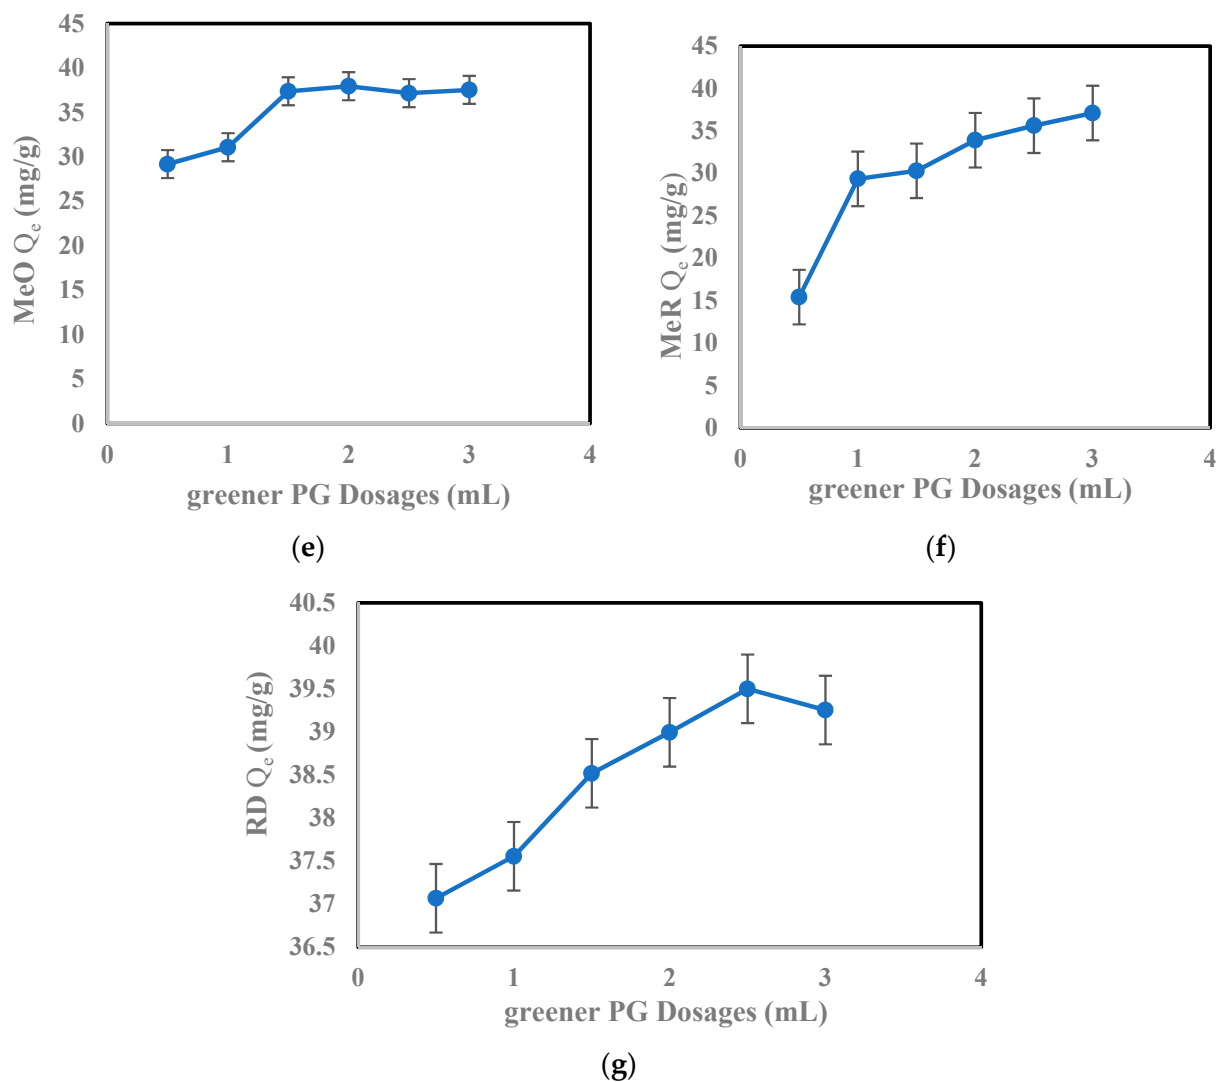 45
40
35
30
25
20
15
10
5
0
MeO Qe (mg/g)
0 1 2 3 4
greener PG Dosages (mL)
(e)
45
40
35
30
25
20
15
10
5
0
MeR Qe (mg/g)
0 1 2 3 4
greener PG Dosages (mL)
(f)
40.5
40
39.5
39
38.5
38
37.5
37
36.5
RD Qe (mg/g)
0 1 2 3 4
greener PG Dosages (mL)
(g)